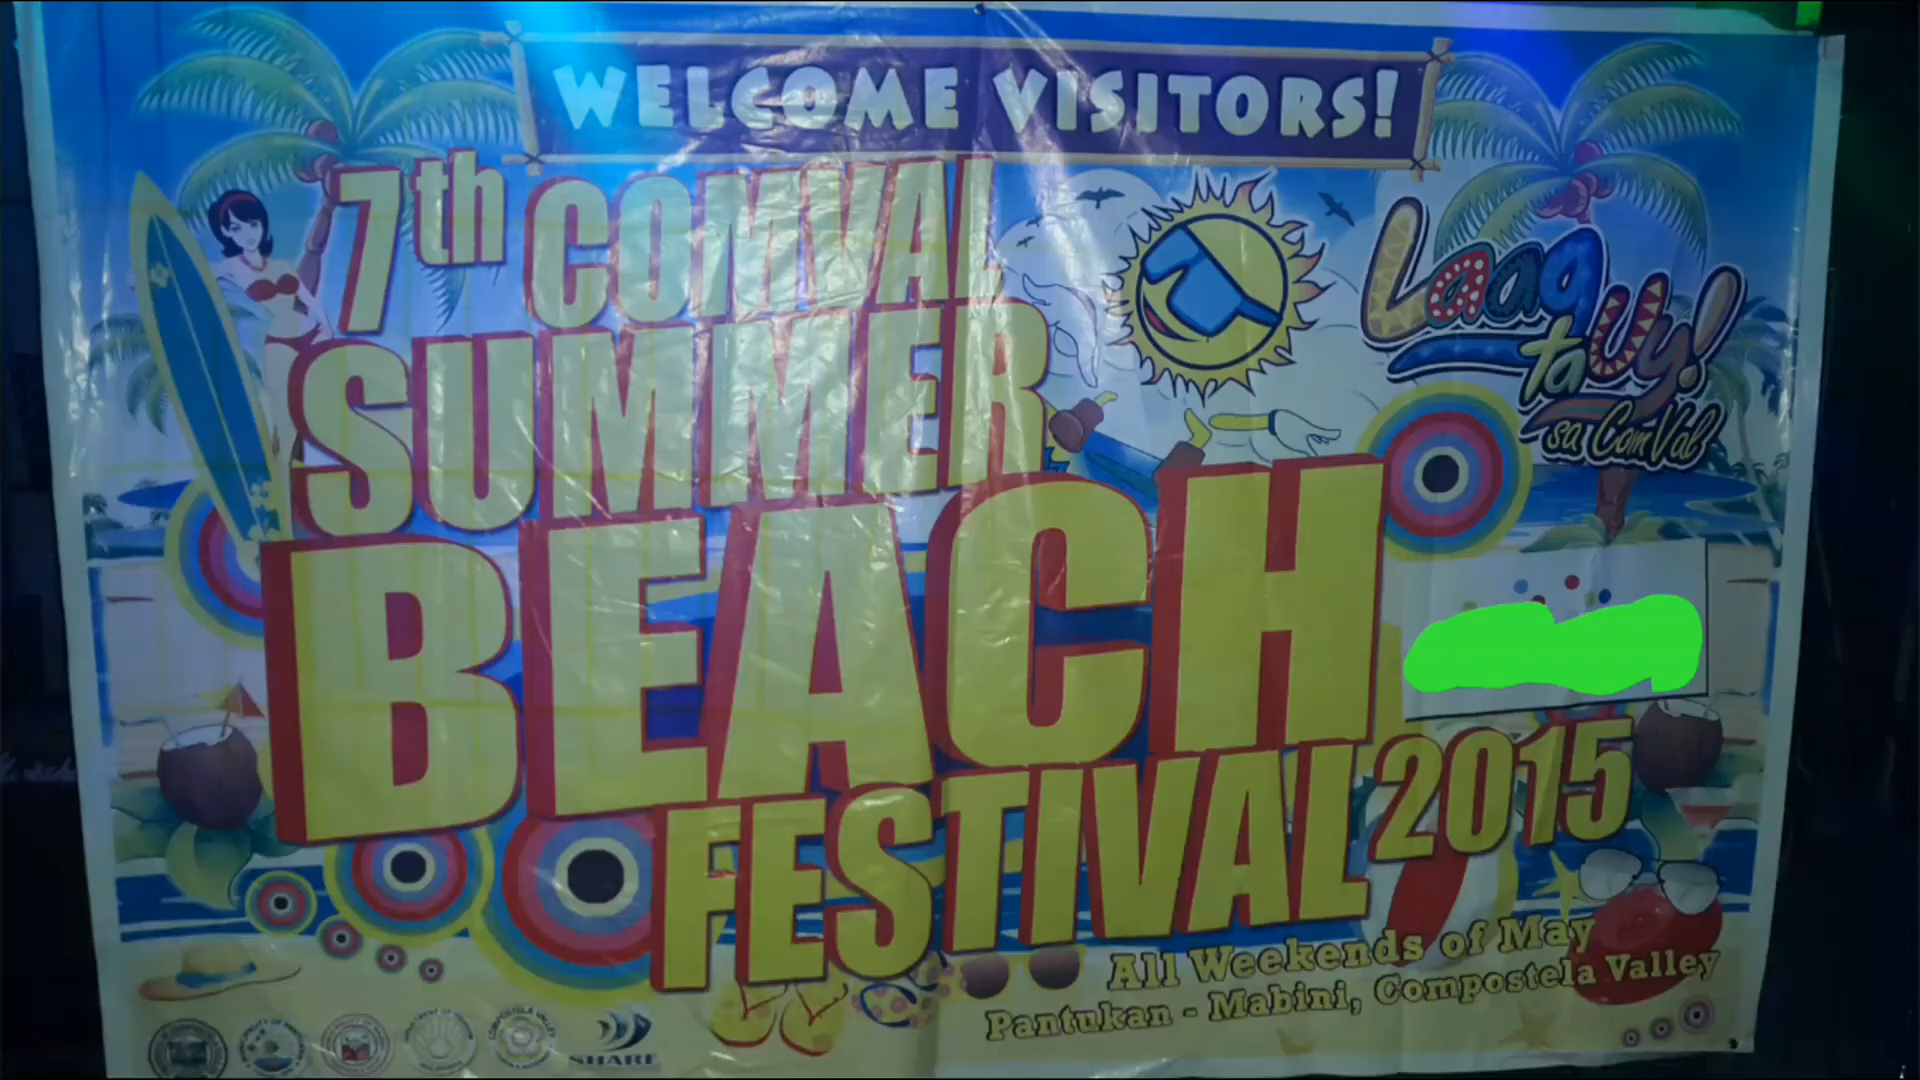 WELCOME VISITORS!
7th COMVAL
SUMMER
BEACH
FESTIVAL 2015
Laag
ta Uy!
sa ComVal
All Weekends of May
Pantukan - Mabini, Compostela Valley
SHARE